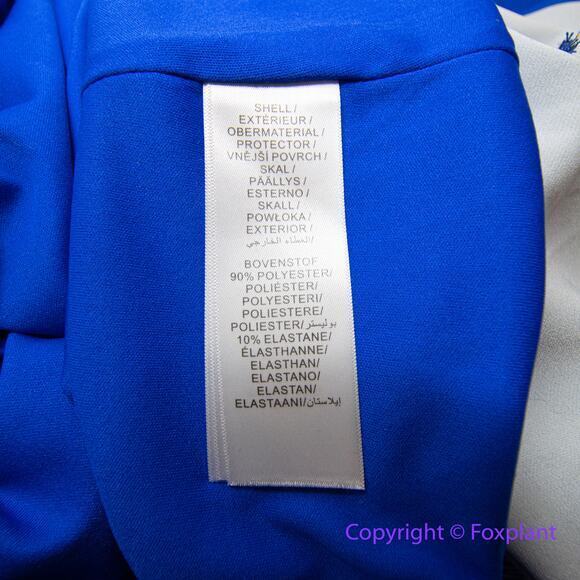 SHELL/
EXTÉRIEUR/
OBERMATERIAL/
PROTECTOR/
VNĚJŠÍ POVRCH/
SKAL/
PÄÄLLYS/
ESTERNO/
SKALL/
POWŁOKA/
EXTERIOR/
الغطاء الخارجي/
BOVENSTOF
90% POLYESTER/
POLIÉSTER/
POLYESTERI/
POLIESTERE/
POLIESTER/بوليستر/
10% ELASTANE/
ÉLASTHANNE/
ELASTHAN/
ELASTANO/
ELASTAN/
ELASTAANI/إيلاستان/
Copyright © Foxplant